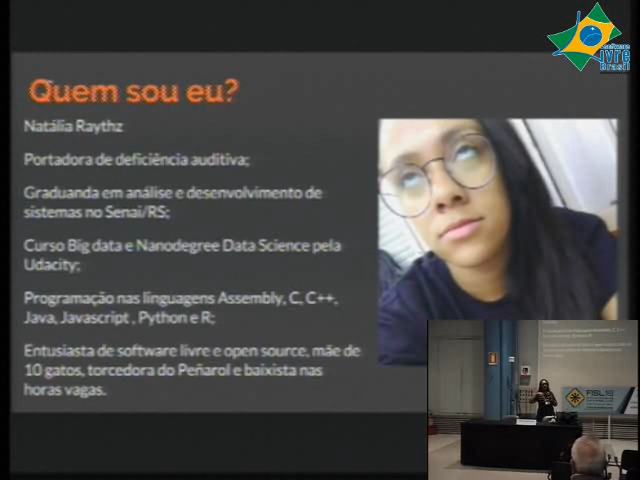 software
livre
Brasil
Quem sou eu?
Natália Raythz
Portadora de deficiência auditiva;
Graduanda em análise e desenvolvimento de
sistemas no Senai/RS;
Curso Big data e Nanodegree Data Science pela
Udacity;
Programação nas linguagens Assembly, C, C++,
Java, Javascript , Python e R;
Entusiasta de software livre e open source, mãe de
10 gatos, torcedora do Peñarol e baixista nas
horas vagas.
FISL18